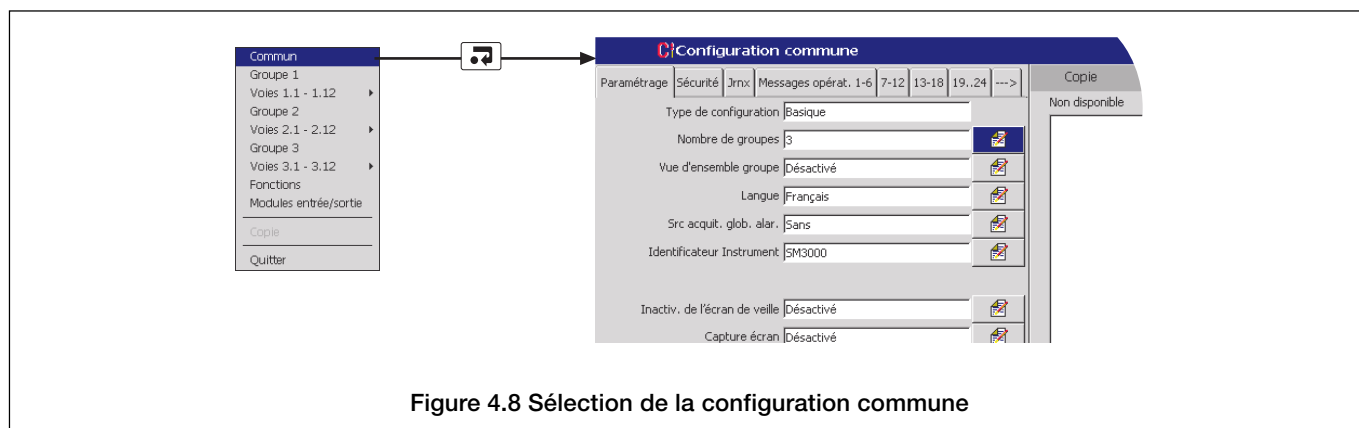 Commun
Groupe 1
Voies 1.1 - 1.12
Groupe 2
Voies 2.1 - 2.12
Groupe 3
Voies 3.1 - 3.12
Fonctions
Modules entrée/sortie
Copie
Quitter
Configuration commune
Paramétrage Sécurité Jrnx Messages opérat. 1-6 7-12 13-18 19..24 --->
Copie
Non disponible
Type de configuration Basique
Nombre de groupes 3
Vue d'ensemble groupe Désactivé
Langue Français
Src acquit. glob. alar. Sans
Identificateur Instrument SM3000
Inactiv. de l'écran de veille Désactivé
Capture écran Désactivé
Figure 4.8 Sélection de la configuration commune